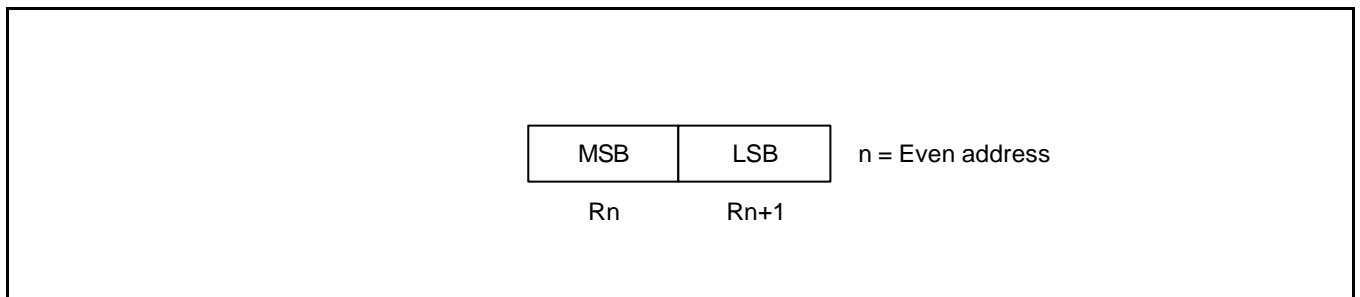 MSB LSB n = Even address
Rn Rn+1